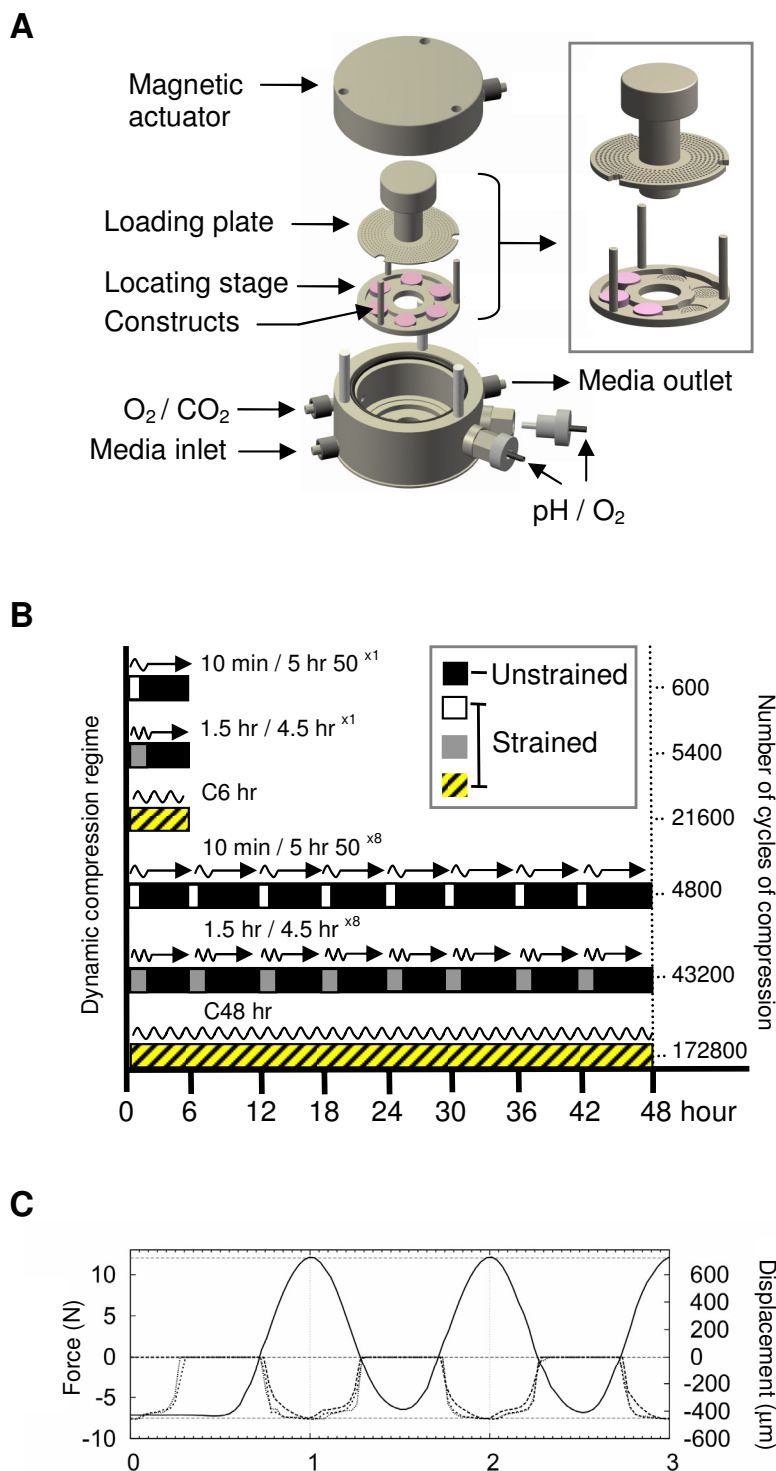 A
Magnetic
actuator
Loading plate
Locating stage
Constructs
O2 / CO2
Media inlet
Media outlet
pH / O2
B
Dynamic compression regime
10 min / 5 hr 50 x1
1.5 hr / 4.5 hr x1
C6 hr
10 min / 5 hr 50 x8
1.5 hr / 4.5 hr x8
C48 hr
Unstrained
Strained
600
5400
21600
4800
43200
172800
Number of cycles of compression
0 6 12 18 24 30 36 42 48 hour
C
Force (N)
10
5
0
-5
-10
600
400
200
0
-200
-400
-600
Displacement (μm)
0 1 2 3